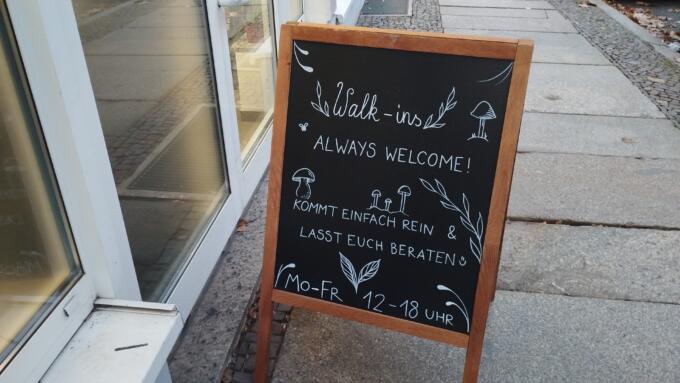 Walk-ins
ALWAYS WELCOME!
KOMMT EINFACH REIN &
LASST EUCH BERATEN
MO-FR 12-18 UHR